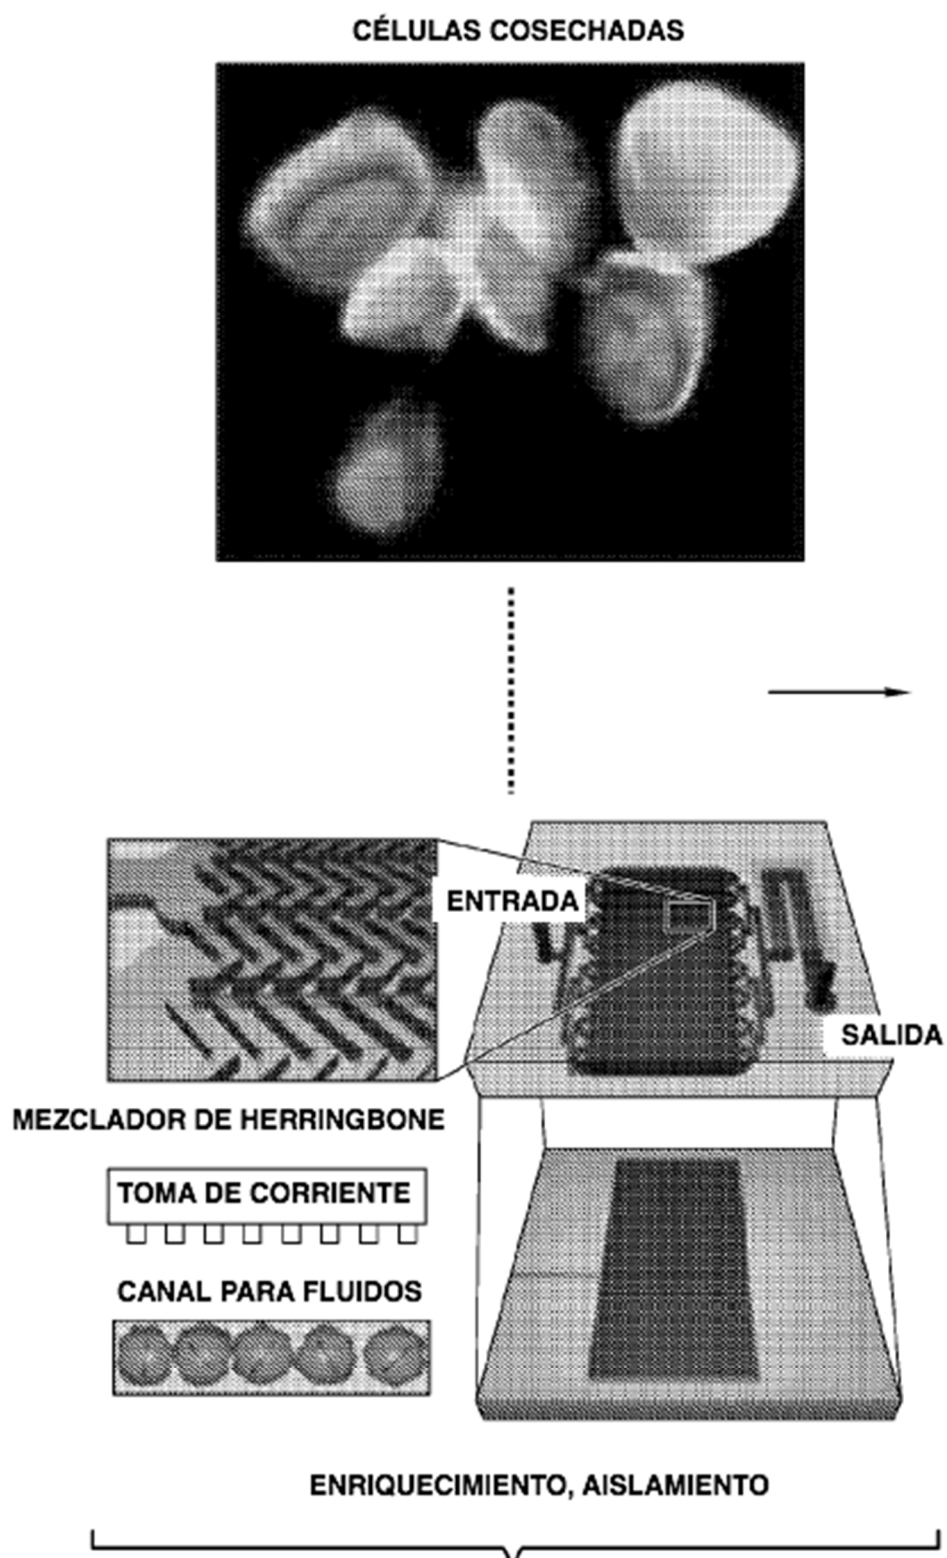 CÉLULAS COSECHADAS
ENTRADA
SALIDA
MEZCLADOR DE HERRINGBONE
TOMA DE CORRIENTE
CANAL PARA FLUIDOS
ENRIQUECIMIENTO, AISLAMIENTO